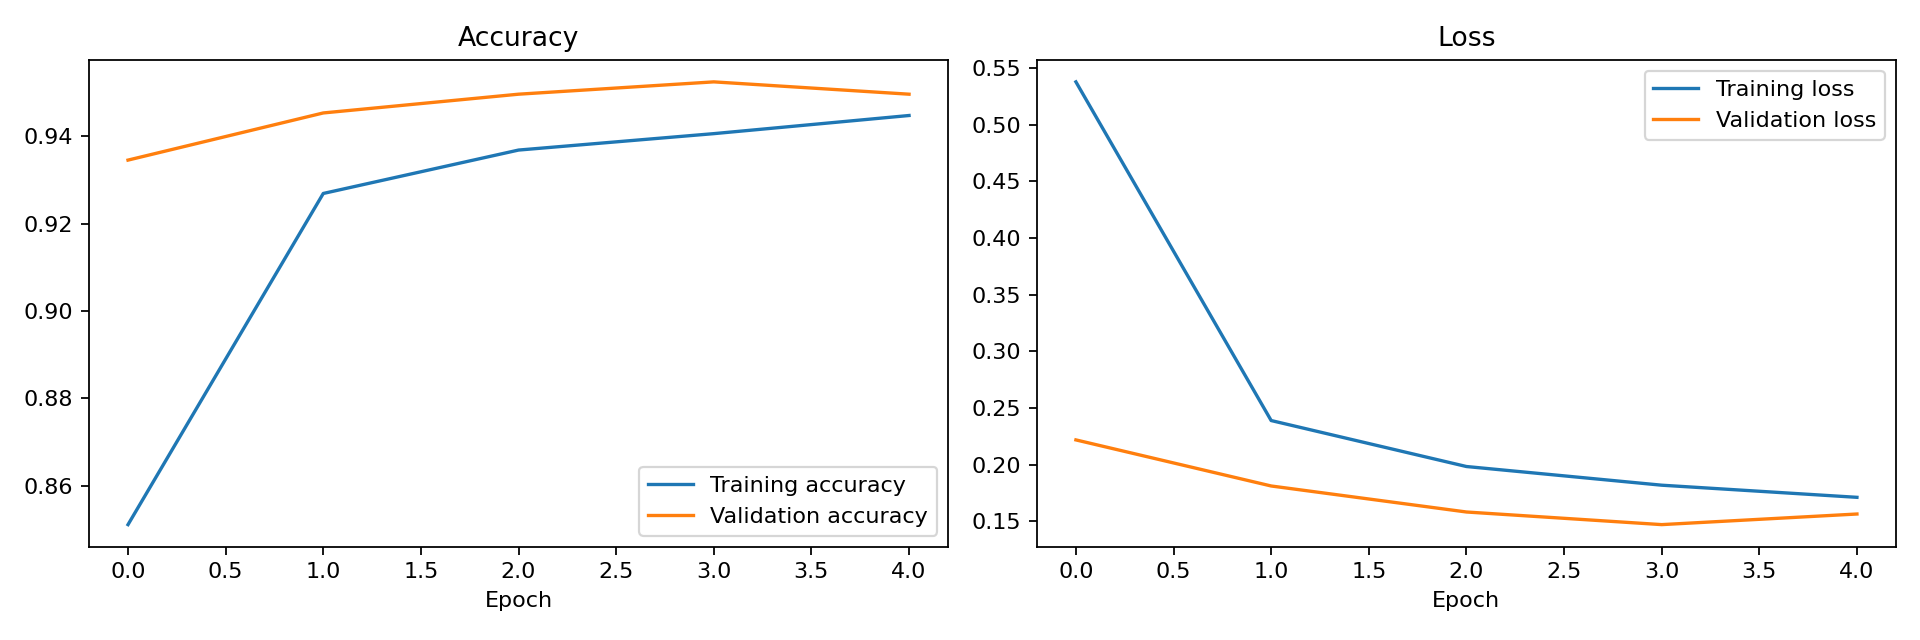 Accuracy
0.94
0.92
0.90
0.88
0.86
Training accuracy
Validation accuracy
0.0 0.5 1.0 1.5 2.0 2.5 3.0 3.5 4.0
Epoch
Loss
0.55
0.50
0.45
0.40
0.35
0.30
0.25
0.20
0.15
Training loss
Validation loss
0.0 0.5 1.0 1.5 2.0 2.5 3.0 3.5 4.0
Epoch